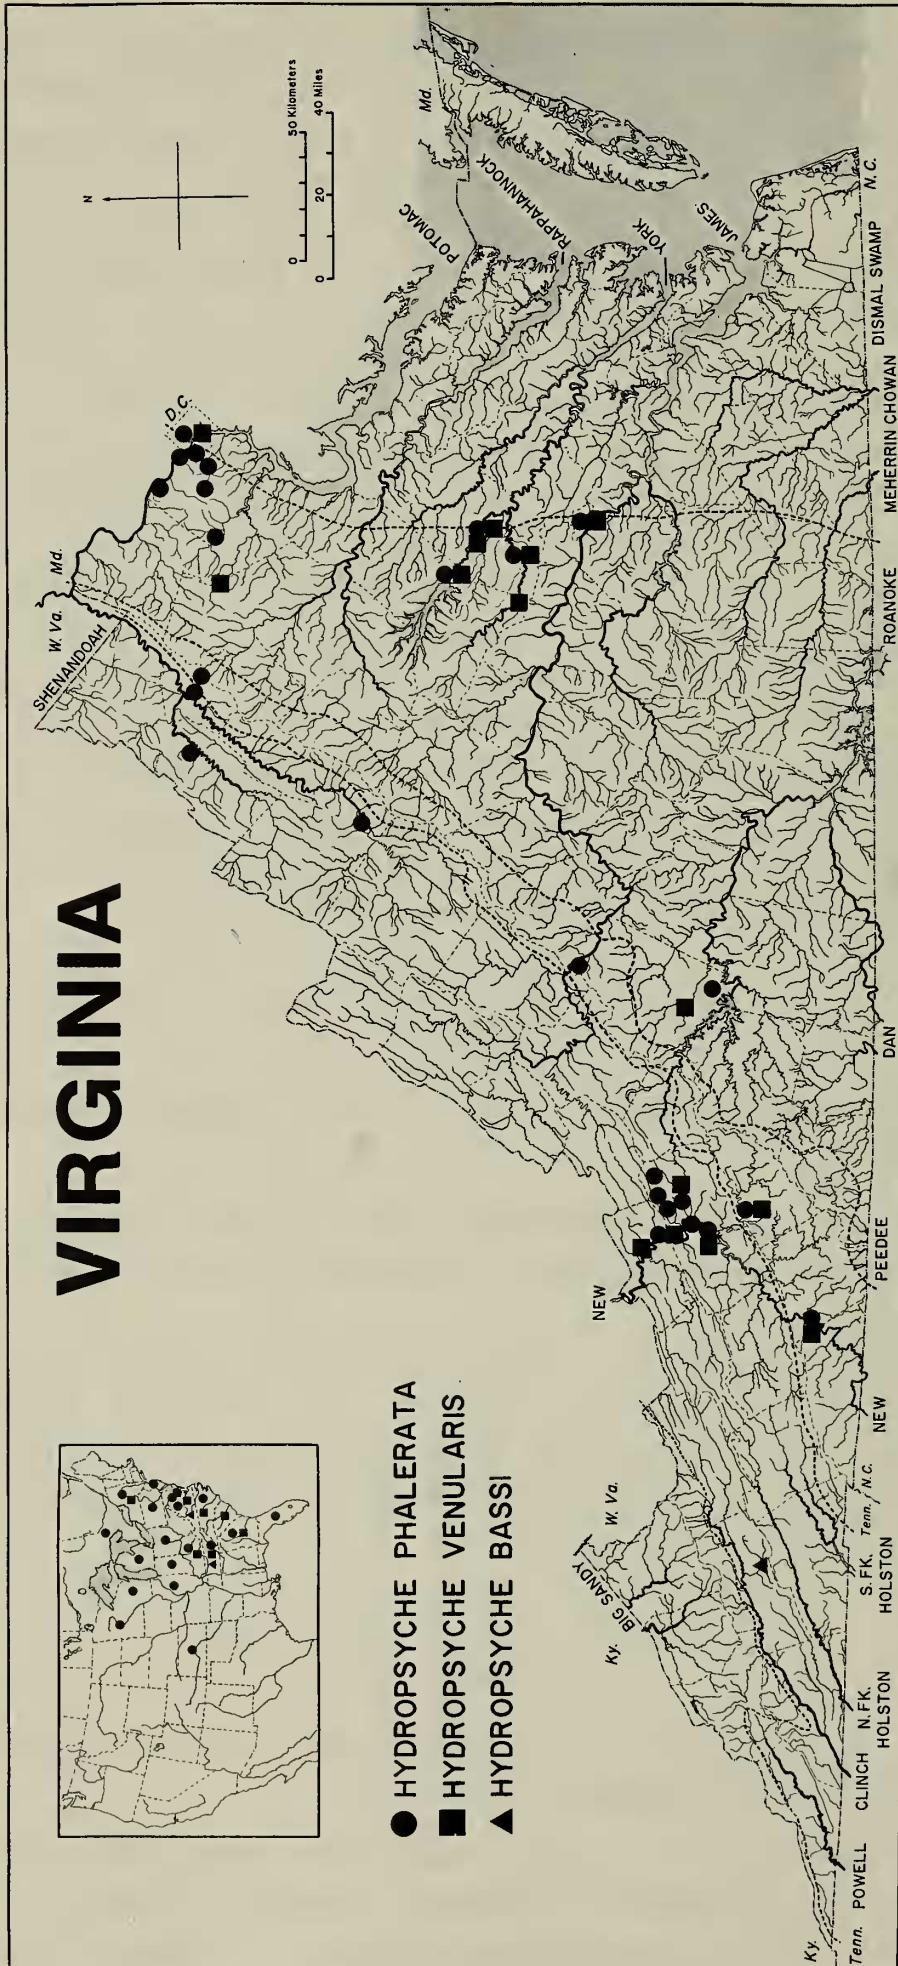 VIRGINIA
HYDROPSYCHE PHALERATA
HYDROPSYCHE VENULARIS
HYDROPSYCHE BASSI
N
0 50 Kilometers
0 20 40 Miles
W. Va.
Md.
D.C.
SHENANDOAH
Md.
POTOMAC
RAPPAHANNOCK
YORK
JAMES
NEW
W. Va.
BIG SANDY
Ky.
Ky.
Tenn.
POWELL
CLINCH
N. FK.
HOLSTON
S. FK.
HOLSTON
Tenn.
N.C.
NEW
PEEDEE
DAN
ROANOKE
MEHERRIN
CHOWAN
DISMAL SWAMP
N.C.